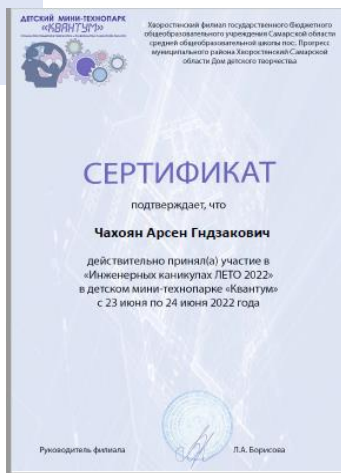 ДЕТСКИЙ МИНИ-ТЕХНОПАРК
«КВАНТУМ»
Хворостянский филиал государственного бюджетного
общеобразовательного учреждения Самарской области
средней общеобразовательной школы пос. Прогресс
муниципального района Хворостянский Самарской
области Дом детского творчества
СЕРТИФИКАТ
подтверждает, что
Чахоян Арсен Гндзакович
действительно принял(а) участие в
«Инженерных каникулах ЛЕТО 2022»
в детском мини-технопарке «Квантум»
с 23 июня по 24 июня 2022 года
Руководитель филиала
Л.А. Борисова